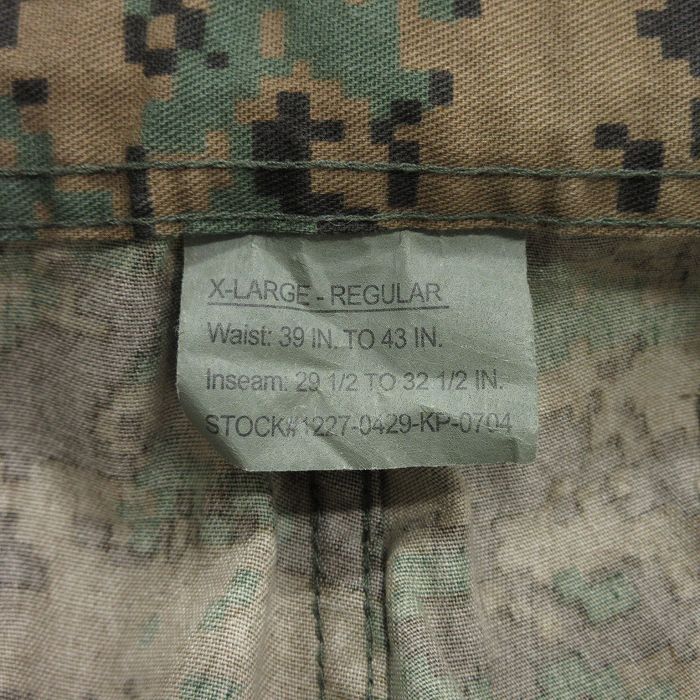 X-LARGE - REGULAR
Waist: 39 IN. TO 43 IN.
Inseam: 29 1/2 TO 32 1/2 IN.
STOCK#1227-0429-KP-0704